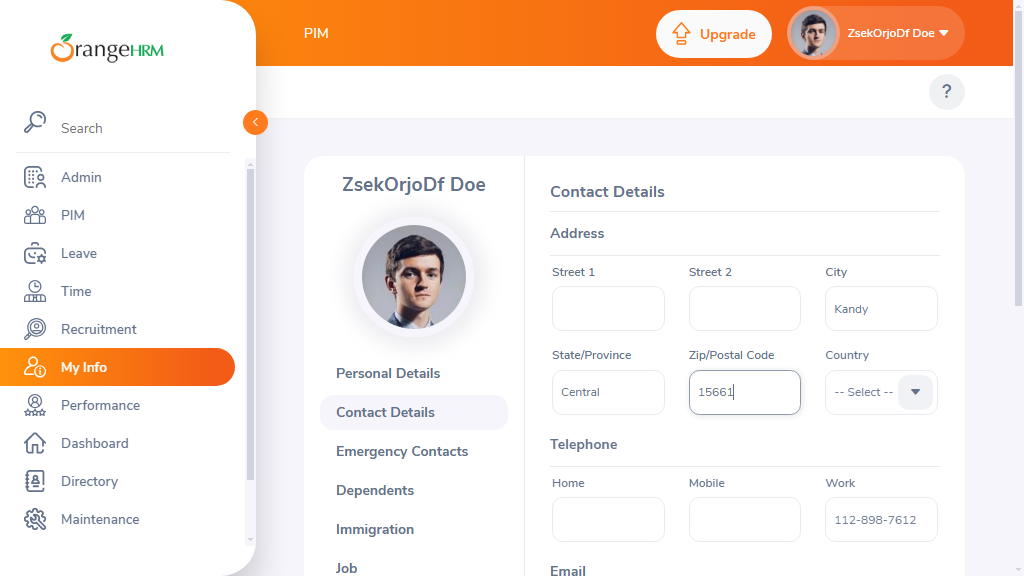 OrangeHRM
PIM
Upgrade
ZsekOrjoDf Doe
?
Search
Admin
PIM
Leave
Time
Recruitment
My Info
Performance
Dashboard
Directory
Maintenance
ZsekOrjoDf Doe
Personal Details
Contact Details
Emergency Contacts
Dependents
Immigration
Job
Contact Details
Address
Street 1 Street 2 City
Kandy
State/Province Zip/Postal Code Country
Central 15661 -- Select --
Telephone
Home Mobile Work
112-898-7612
Email